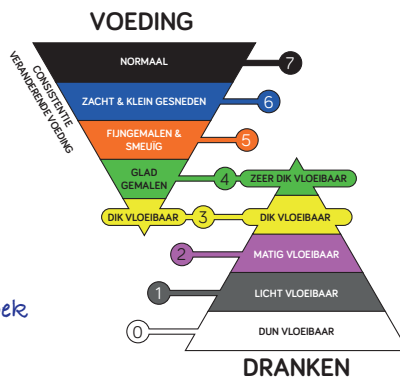 VOEDING
CONSISTENTIE
VERANDERENDE VOEDING
NORMAAL
7
ZACHT & KLEIN GESNEDEN
6
FIJNGEMALEN &
SMEUÏG
5
GLAD
GEMALEN
4
ZEER DIK VLOEIBAAR
DIK VLOEIBAAR
3
DIK VLOEIBAAR
2
MATIG VLOEIBAAR
1
LICHT VLOEIBAAR
0
DUN VLOEIBAAR
DRANKEN